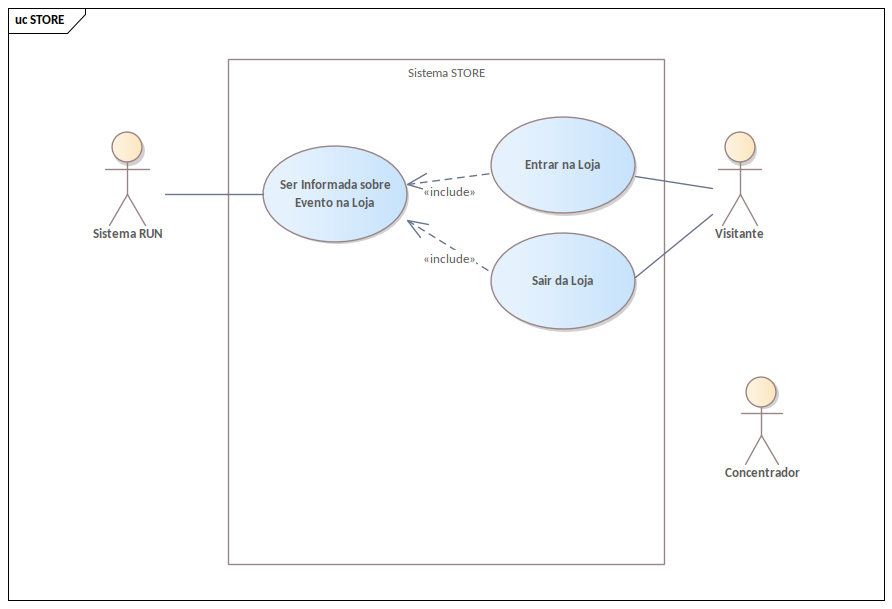 uc STORE
Sistema STORE
Ser Informada sobre
Evento na Loja
Entrar na Loja
«include»
Sistema RUN
Visitante
«include»
Sair da Loja
Concentrador